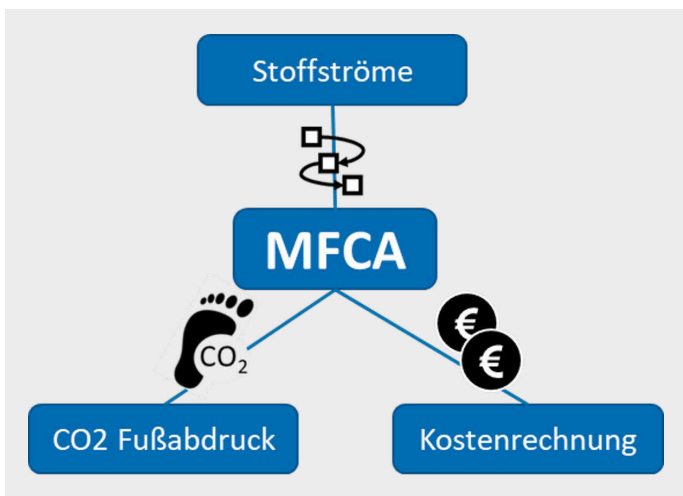 Stoffströme
MFCA
CO₂
€
€
CO2 Fußabdruck
Kostenrechnung